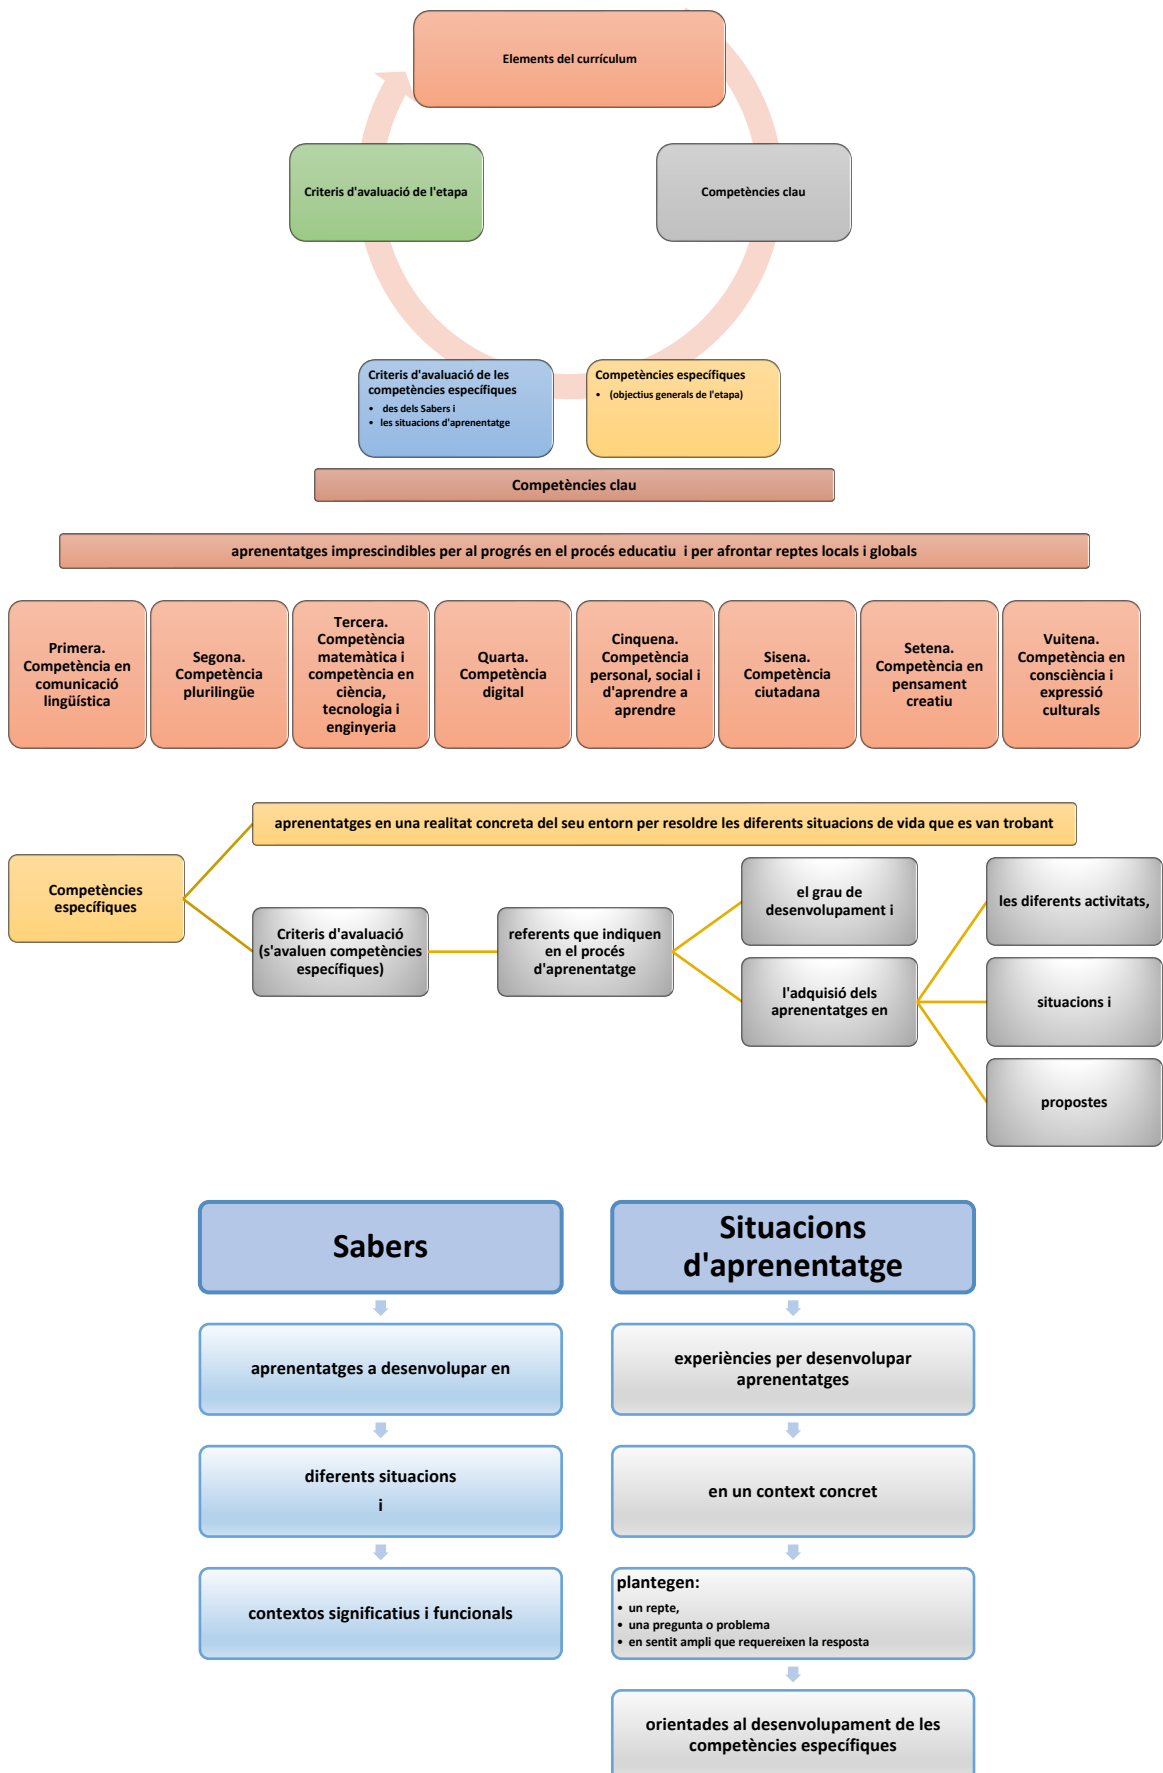 Elements del currículum
Criteris d'avaluació de l'etapa
Competències clau
Criteris d'avaluació de les
competències específiques
• des dels Sabers i
• les situacions d'aprenentatge
Competències específiques
• (objectius generals de l'etapa)
Competències clau
aprenentatges imprescindibles per al progrés en el procés educatiu i per afrontar reptes locals i globals
Primera.
Competència en
comunicació
lingüística
Segona.
Competència
plurilingüe
Tercera.
Competència
matemàtica i
competència en
ciència,
tecnologia i
enginyeria
Quarta.
Competència
digital
Cinquena.
Competència
personal, social i
d'aprendre a
aprendre
Sisena.
Competència
ciutadana
Setena.
Competència en
pensament
creatiu
Vuitena.
Competència en
consciència i
expressió
culturals
Competències
específiques
aprenentatges en una realitat concreta del seu entorn per resoldre les diferents situacions de vida que es van trobant
Criteris d'avaluació
(s'avaluen competències
específiques)
referents que indiquen
en el procés
d'aprenentatge
el grau de
desenvolupament i
l'adquisió dels
aprenentatges en
les diferents activitats,
situacions i
propostes
Sabers
aprenentatges a desenvolupar en
diferents situacions
i
contextos significatius i funcionals
Situacions
d'aprenentatge
experiències per desenvolupar
aprenentatges
en un context concret
plantegen:
• un repte,
• una pregunta o problema
• en sentit ampli que requereixen la resposta
orientades al desenvolupament de les
competències específiques